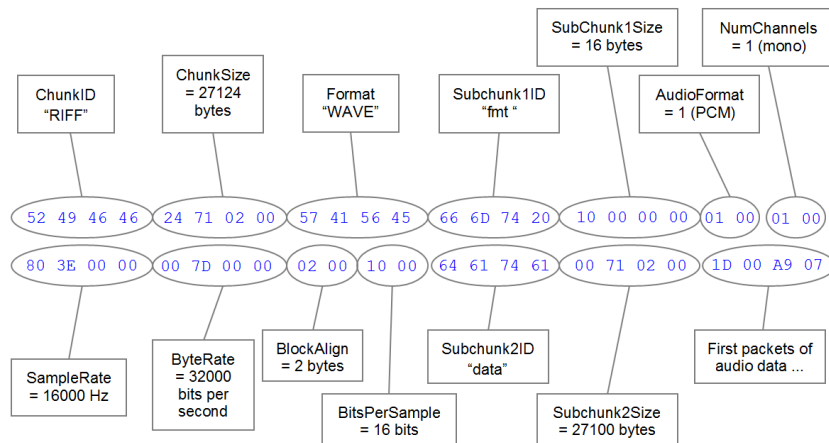 SubChunk1Size
= 16 bytes
NumChannels
= 1 (mono)
ChunkID
“RIFF”
ChunkSize
= 27124
bytes
Format
“WAVE”
Subchunk1ID
“fmt “
AudioFormat
= 1 (PCM)
52 49 46 46 24 71 02 00 57 41 56 45 66 6D 74 20 10 00 00 00 01 00 01 00
80 3E 00 00 00 7D 00 00 02 00 10 00 64 61 74 61 00 71 02 00 1D 00 A9 07
SampleRate
= 16000 Hz
ByteRate
= 32000
bits per
second
BlockAlign
= 2 bytes
BitsPerSample
= 16 bits
Subchunk2ID
“data”
Subchunk2Size
= 27100 bytes
First packets of
audio data ...